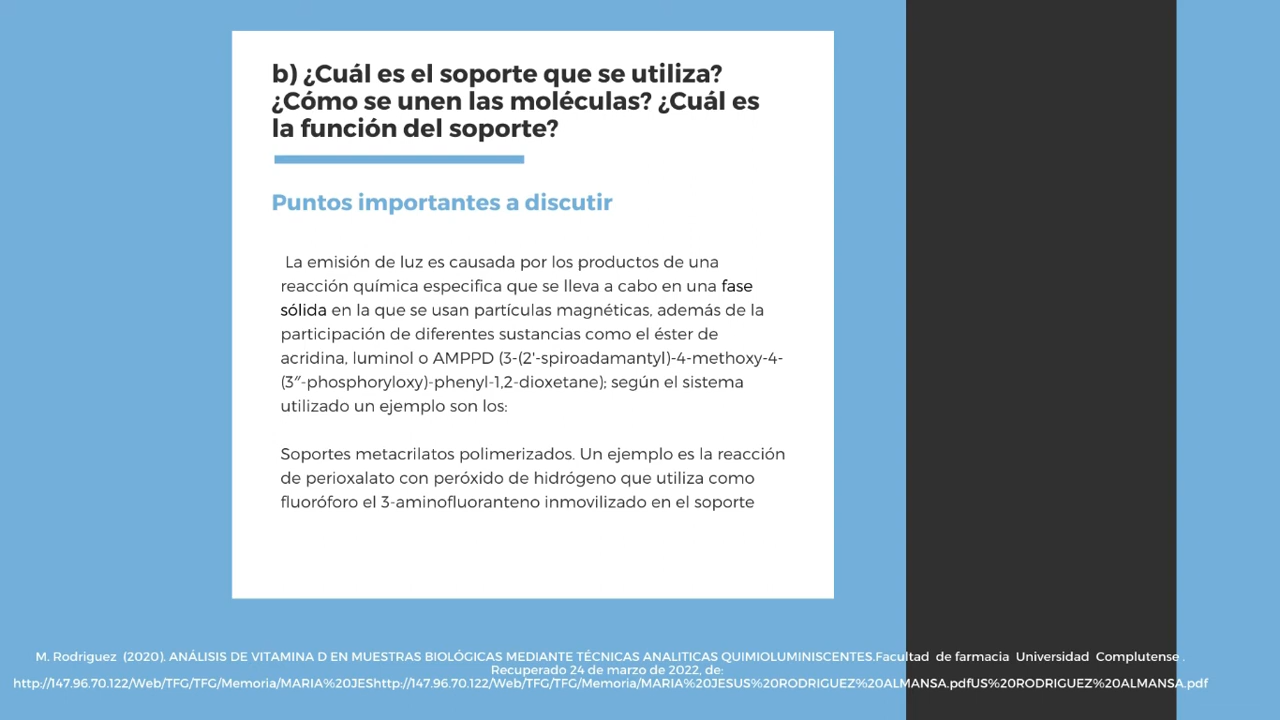 b) ¿Cuál es el soporte que se utiliza?
¿Cómo se unen las moléculas? ¿Cuál es
la función del soporte?
Puntos importantes a discutir
La emisión de luz es causada por los productos de una
reacción química especifica que se lleva a cabo en una fase
sólida en la que se usan partículas magnéticas, además de la
participación de diferentes sustancias como el éster de
acridina, luminol o AMPPD (3-(2'-spiroadamantyl)-4-methoxy-4-
(3″-phosphoryloxy)-phenyl-1,2-dioxetane); según el sistema
utilizado un ejemplo son los:
Soportes metacrilatos polimerizados. Un ejemplo es la reacción
de perioxalato con peróxido de hidrógeno que utiliza como
fluoróforo el 3-aminofluoranteno inmovilizado en el soporte
M. Rodriguez (2020). ANÁLISIS DE VITAMINA D EN MUESTRAS BIOLÓGICAS MEDIANTE TÉCNICAS ANALITICAS QUIMIOLUMINISCENTES.Facultad de farmacia Universidad Complutense .
Recuperado 24 de marzo de 2022, de:
http://147.96.70.122/Web/TFG/TFG/Memoria/MARIA%20JEShttp://147.96.70.122/Web/TFG/TFG/Memoria/MARIA%20JESUS%20RODRIGUEZ%20ALMANSA.pdfUS%20RODRIGUEZ%20ALMANSA.pdf